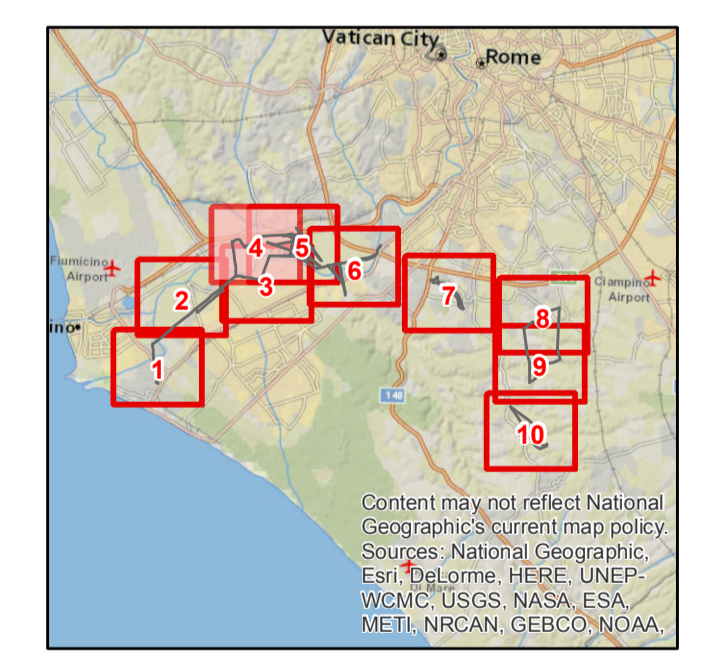 Vatican City
Rome
Fiumicino
Airport
ino
4
5
6
3
2
1
7
8
9
10
Ciampino
Airport
148
Di Mare
Content may not reflect National
Geographic's current map policy.
Sources: National Geographic,
Esri, DeLorme, HERE, UNEP-
WCMC, USGS, NASA, ESA,
METI, NRCAN, GEBCO, NOAA,